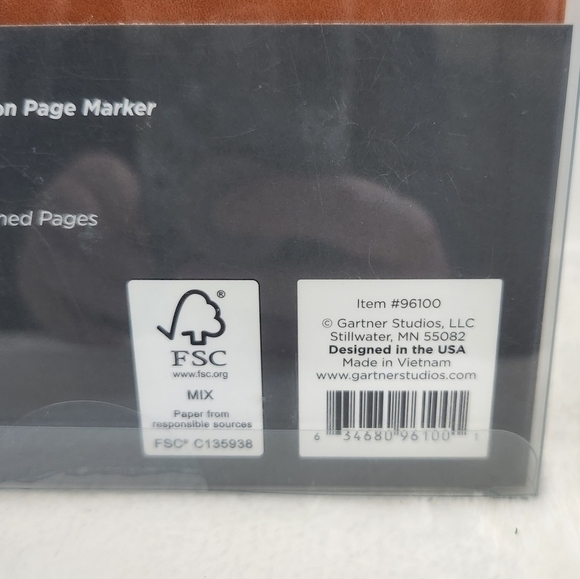 on Page Marker
ned Pages
®
FSC
www.fsc.org
MIX
Paper from
responsible sources
FSC® C135938
Item #96100
© Gartner Studios, LLC
Stillwater, MN 55082
Designed in the USA
Made in Vietnam
www.gartnerstudios.com
6 34680 96100 1